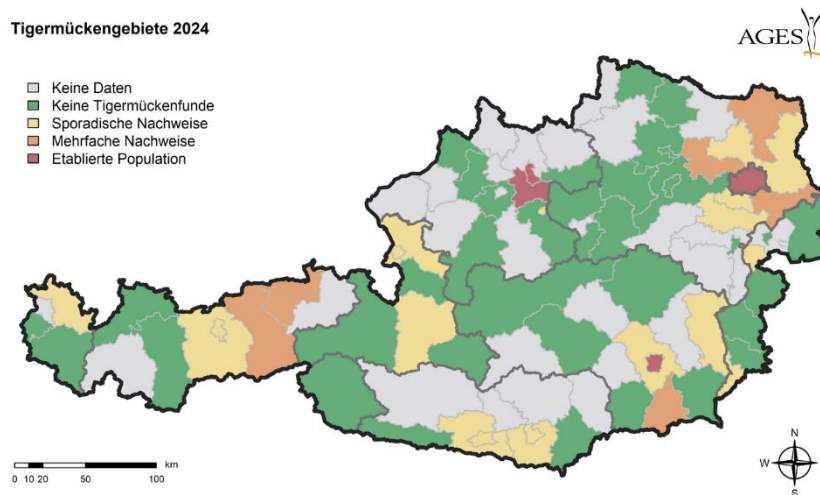 Tigermückengebiete 2024
AGES
Keine Daten
Keine Tigermückenfunde
Sporadische Nachweise
Mehrfache Nachweise
Etablierte Population
km
0 10 20 50 100
N
W E
S